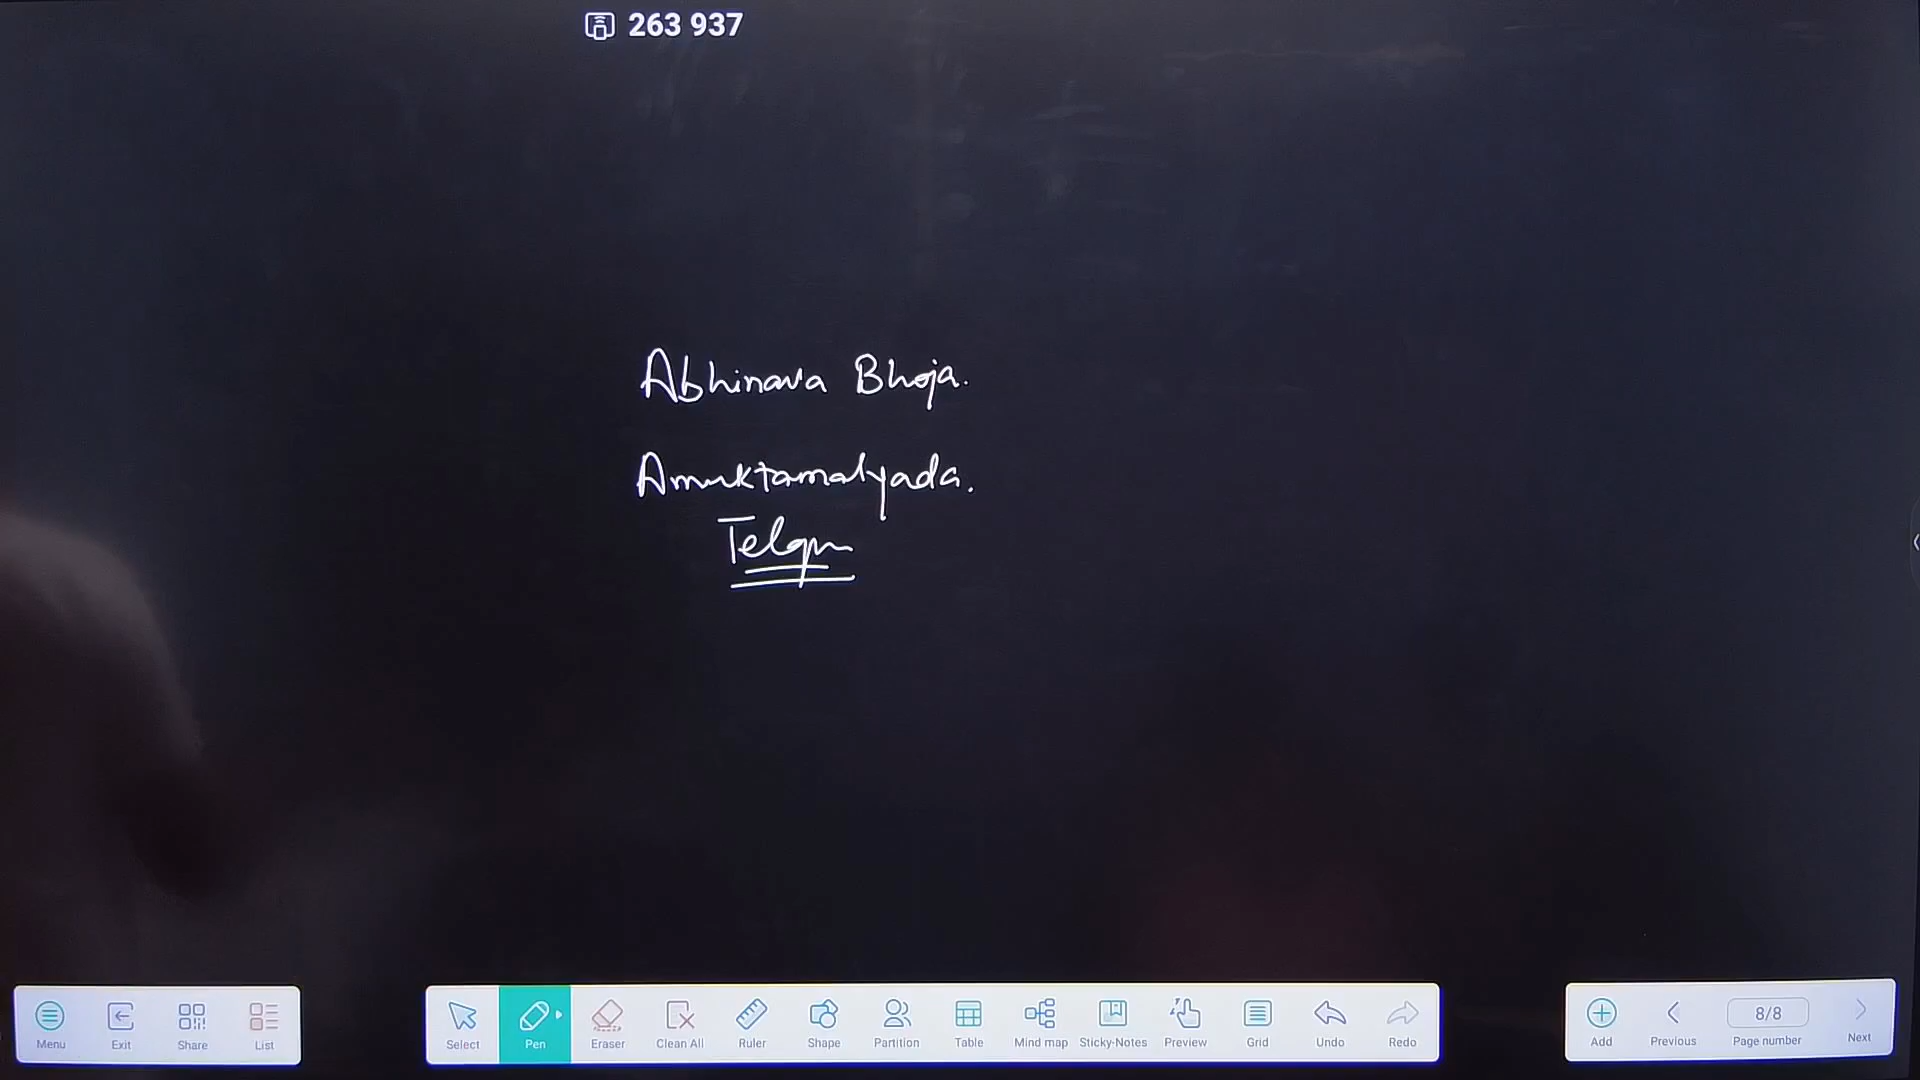 263 937
Abhinava Bhoja.
Amuktamalyada.
Telgu
Menu Exit Share List
Select Pen Eraser Clean All Ruler Shape Partition Table Mind map Sticky-Notes Preview Grid Undo Redo
Add Previous 8/8 Page number Next